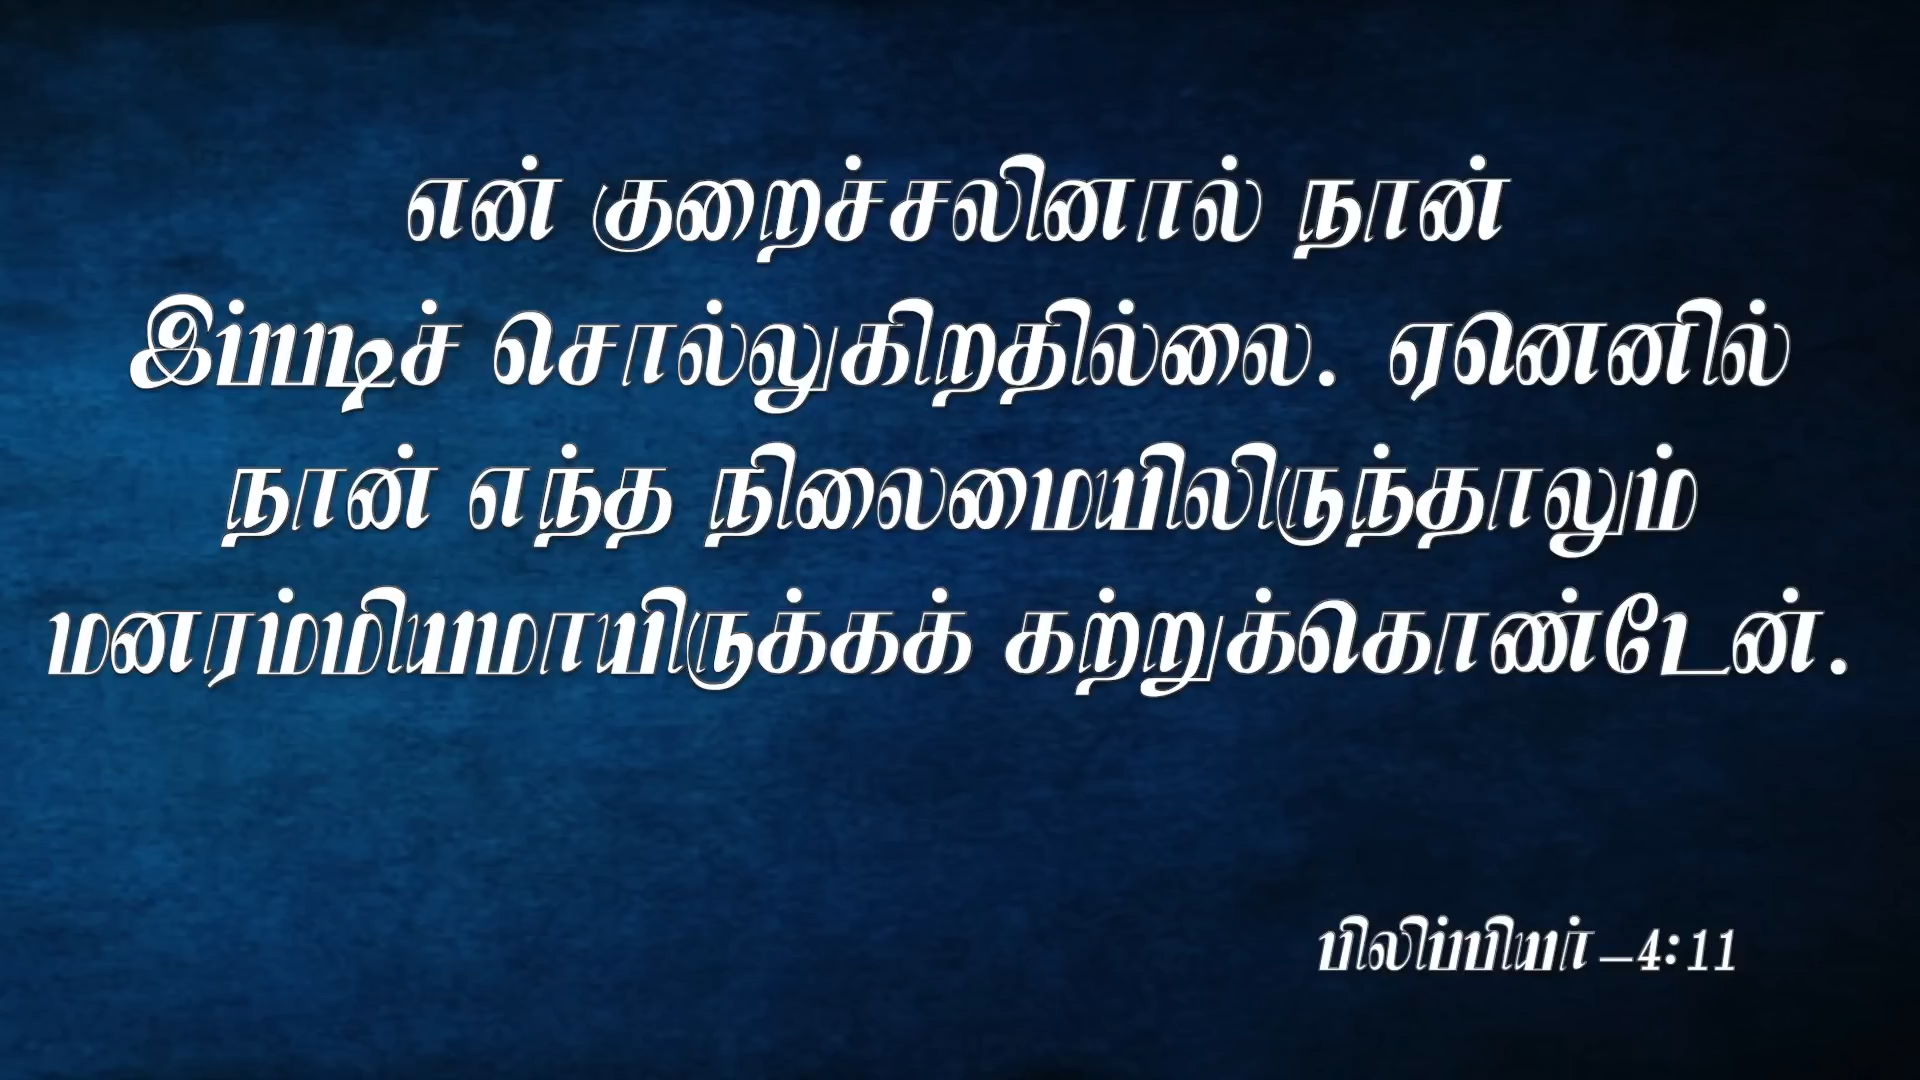 என் குறைச்சலினால் நான்
இப்படிச் சொல்லுகிறதில்லை. ஏனெனில்
நான் எந்த நிலைமையிலிருந்தாலும்
மனரம்மியமாயிருக்கக் கற்றுக்கொண்டேன்.
பிலிப்பியர் –4:11